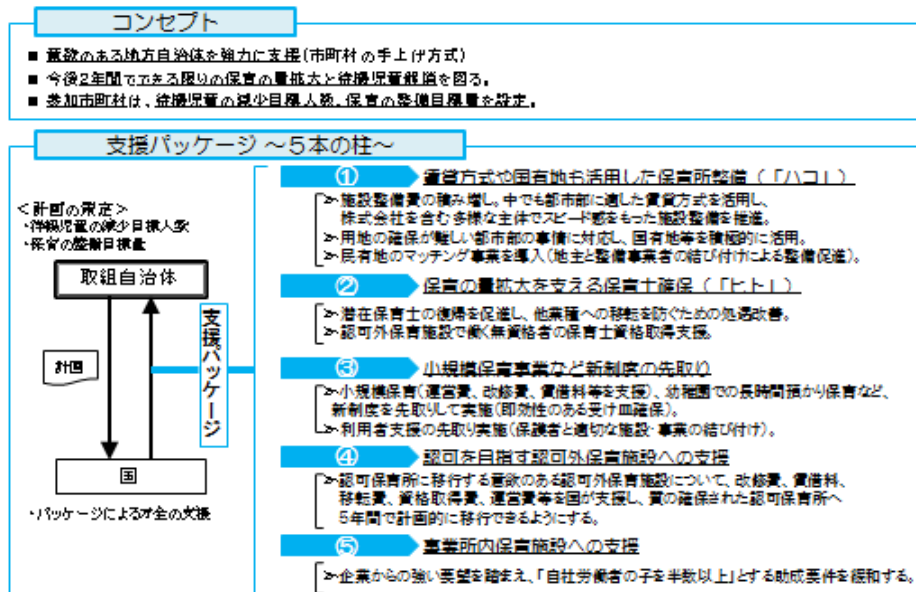 コンセプト
■ 意欲のある地方自治体を強力に支援(市町村の手上げ方式)
■ 今後2年間でできる限りの保育の量拡大と待機児童解消を図る。
■ 参加市町村は、待機児童の減少目標人数、保育の整備目標量を設定。
支援パッケージ ～5本の柱～
＜計画の策定＞
・待機児童の減少目標人数
・保育の整備目標量
取組自治体
計画
支援パッケージ
国
・パッケージによる万全の支援
① 賃貸方式や国有地も活用した保育所整備（「ハコ」）
➢施設整備費の積み増し。中でも都市部に適した賃貸方式を活用し、
株式会社を含む多様な主体でスピード感をもった施設整備を推進。
➢用地の確保が難しい都市部の事情に対応し、国有地等を積極的に活用。
➢民有地のマッチング事業を導入(地主と整備事業者の結び付けによる整備促進)。
② 保育の量拡大を支える保育士確保（「ヒト」）
➢潜在保育士の復帰を促進し、他業種への移転を防ぐための処遇改善。
➢認可外保育施設で働く無資格者の保育士資格取得支援。
③ 小規模保育事業など新制度の先取り
➢小規模保育(運営費、改修費、賃借料等を支援)、幼稚園での長時間預かり保育など、
新制度を先取りして実施(即効性のある受け皿確保)。
➢利用者支援の先取り実施(保護者と適切な施設・事業の結び付け)。
④ 認可を目指す認可外保育施設への支援
➢認可保育所に移行する意欲のある認可外保育施設について、改修費、賃借料、
移転費、資格取得費、運営費等を国が支援し、質の確保された認可保育所へ
5年間で計画的に移行できるようにする。
⑤ 事業所内保育施設への支援
➢企業からの強い要望を踏まえ、「自社労働者の子を半数以上」とする助成要件を緩和する。